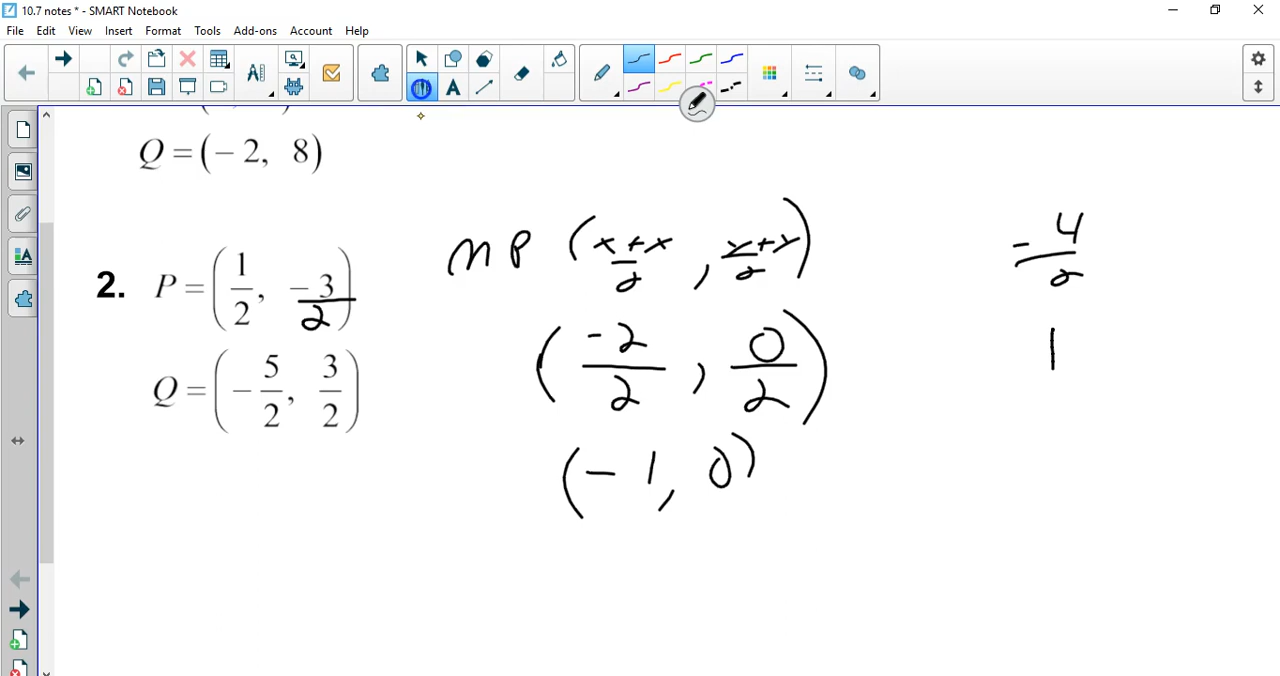 10.7 notes * - SMART Notebook
File Edit View Insert Format Tools Add-ons Account Help
Q = (− 2, 8)
2. P = (1/2, −3/2)
Q = (− 5/2, 3/2)
M P (x+x/2, y+y/2)
(-2/2, 0/2)
(-1, 0)
-4/2
1